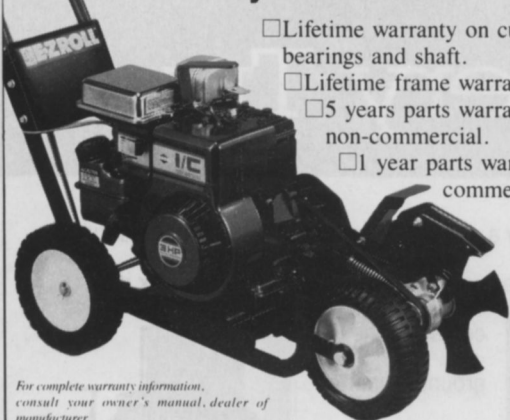 E-Z ROLL
□Lifetime warranty on cu
bearings and shaft.
□Lifetime frame warra
□5 years parts warra
non-commercial.
□1 year parts war
comme
I/C
3 HP
For complete warranty information,
consult your owner's manual, dealer of
manufacturer